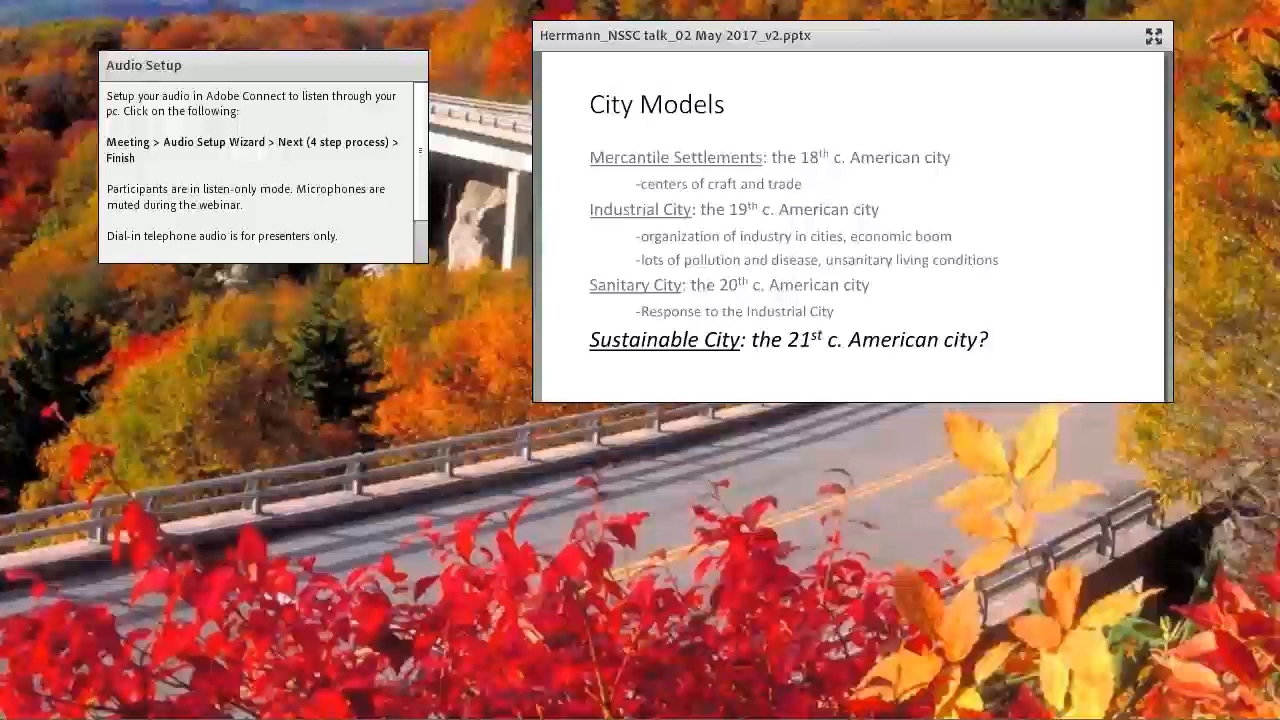 Audio Setup
Setup your audio in Adobe Connect to listen through your
pc. Click on the following:
Meeting > Audio Setup Wizard > Next (4 step process) >
Finish
Participants are in listen-only mode. Microphones are
muted during the webinar.
Dial-in telephone audio is for presenters only.
Herrmann_NSSC talk_02 May 2017_v2.pptx
City Models
Mercantile Settlements: the 18th c. American city
-centers of craft and trade
Industrial City: the 19th c. American city
-organization of industry in cities, economic boom
-lots of pollution and disease, unsanitary living conditions
Sanitary City: the 20th c. American city
-Response to the Industrial City
Sustainable City: the 21st c. American city?